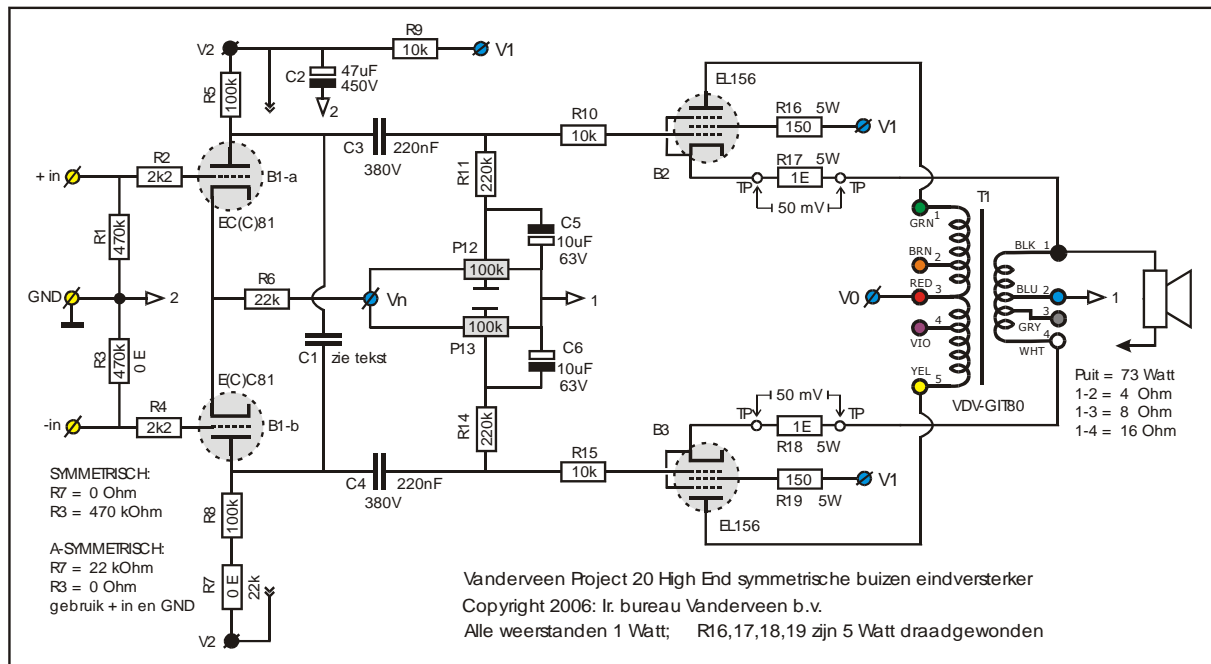 V2
R9
10k
V1
C2
47uF
450V
2
R5
100k
EL156
R16 5W
150
V1
R10
10k
C3
220nF
380V
R2
2k2
+ in
B1-a
EC(C)81
R11
220k
B2
R17 5W
1E
TP
TP
50 mV
R1
470k
C5
10uF
63V
P12
100k
GRN 1
T1
BRN 2
BLK 1
GND
2
R6
22k
Vn
1
V0
RED 3
BLU 2
1
GRY 3
4
VIO
WHT 4
R3
470k
0 E
C1 zie tekst
100k
P13
C6
10uF
63V
YEL 5
VDV-GIT80
Puit = 73 Watt
1-2 = 4 Ohm
1-3 = 8 Ohm
1-4 = 16 Ohm
E(C)C81
-in
R4
2k2
B1-b
R14
220k
50 mV
TP
TP
B3
1E
R18 5W
R15
10k
C4
220nF
380V
150
V1
R19 5W
EL156
SYMMETRISCH:
R7 = 0 Ohm
R3 = 470 kOhm
A-SYMMETRISCH:
R7 = 22 kOhm
R3 = 0 Ohm
gebruik + in en GND
R8
100k
R7
0 E
22k
V2
Vanderveen Project 20 High End symmetrische buizen eindversterker
Copyright 2006: Ir. bureau Vanderveen b.v.
Alle weerstanden 1 Watt; R16,17,18,19 zijn 5 Watt draadgewonden